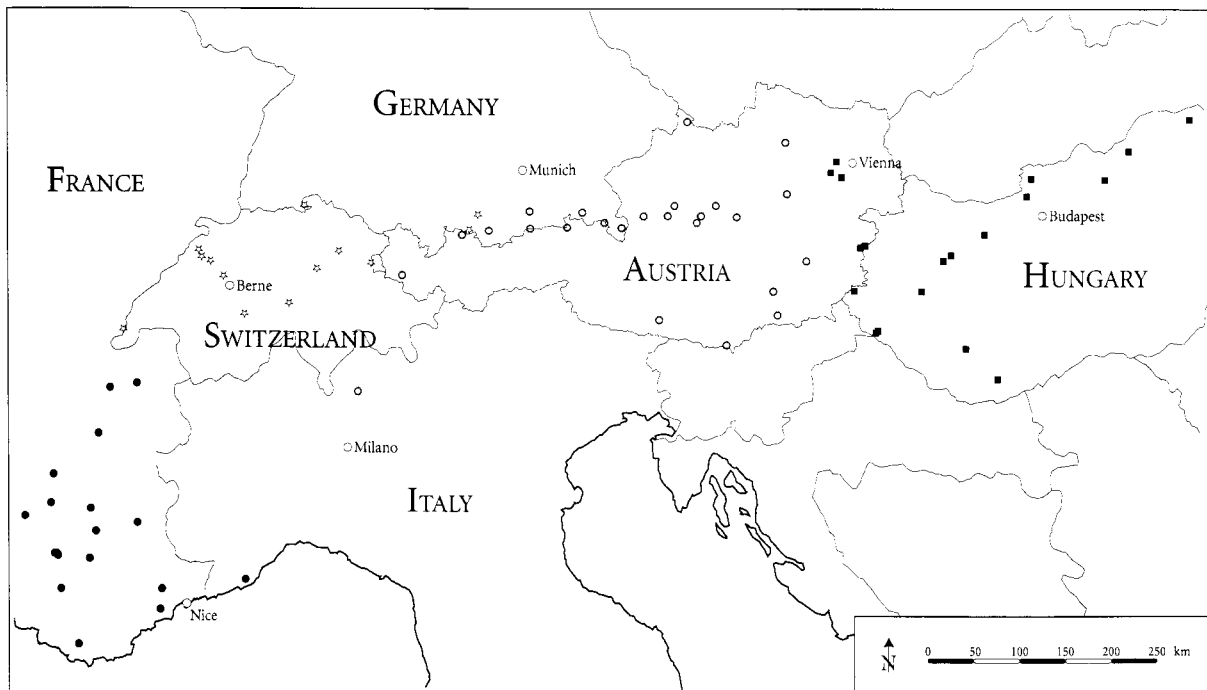 GERMANY
FRANCE
Munich
Vienna
Budapest
AUSTRIA
HUNGARY
Berne
SWITZERLAND
Milano
ITALY
Nice
N
0 50 100 150 200 250 km